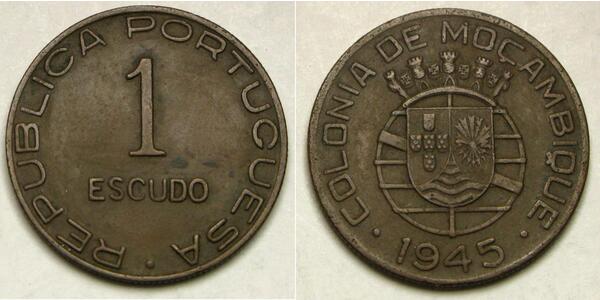 REPUBLICA PORTUGUESA
1
ESCUDO
COLONIA DE MOÇAMBIQUE
1945